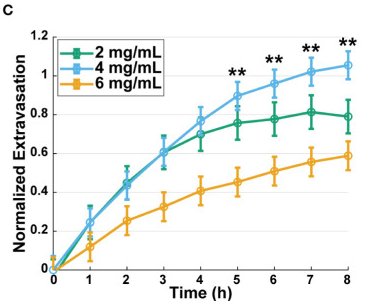 C
1.2
1
0.8
0.6
0.4
0.2
0
Normalized Extravasation
2 mg/mL
4 mg/mL
6 mg/mL
** ** ** **
0 1 2 3 4 5 6 7 8
Time (h)